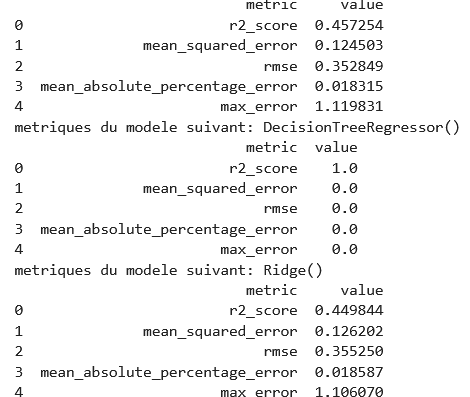 metric value
0 r2_score 0.457254
1 mean_squared_error 0.124503
2 rmse 0.352849
3 mean_absolute_percentage_error 0.018315
4 max_error 1.119831
metriques du modele suivant: DecisionTreeRegressor()
metric value
0 r2_score 1.0
1 mean_squared_error 0.0
2 rmse 0.0
3 mean_absolute_percentage_error 0.0
4 max_error 0.0
metriques du modele suivant: Ridge()
metric value
0 r2_score 0.449844
1 mean_squared_error 0.126202
2 rmse 0.355250
3 mean_absolute_percentage_error 0.018587
4 max_error 1.106070